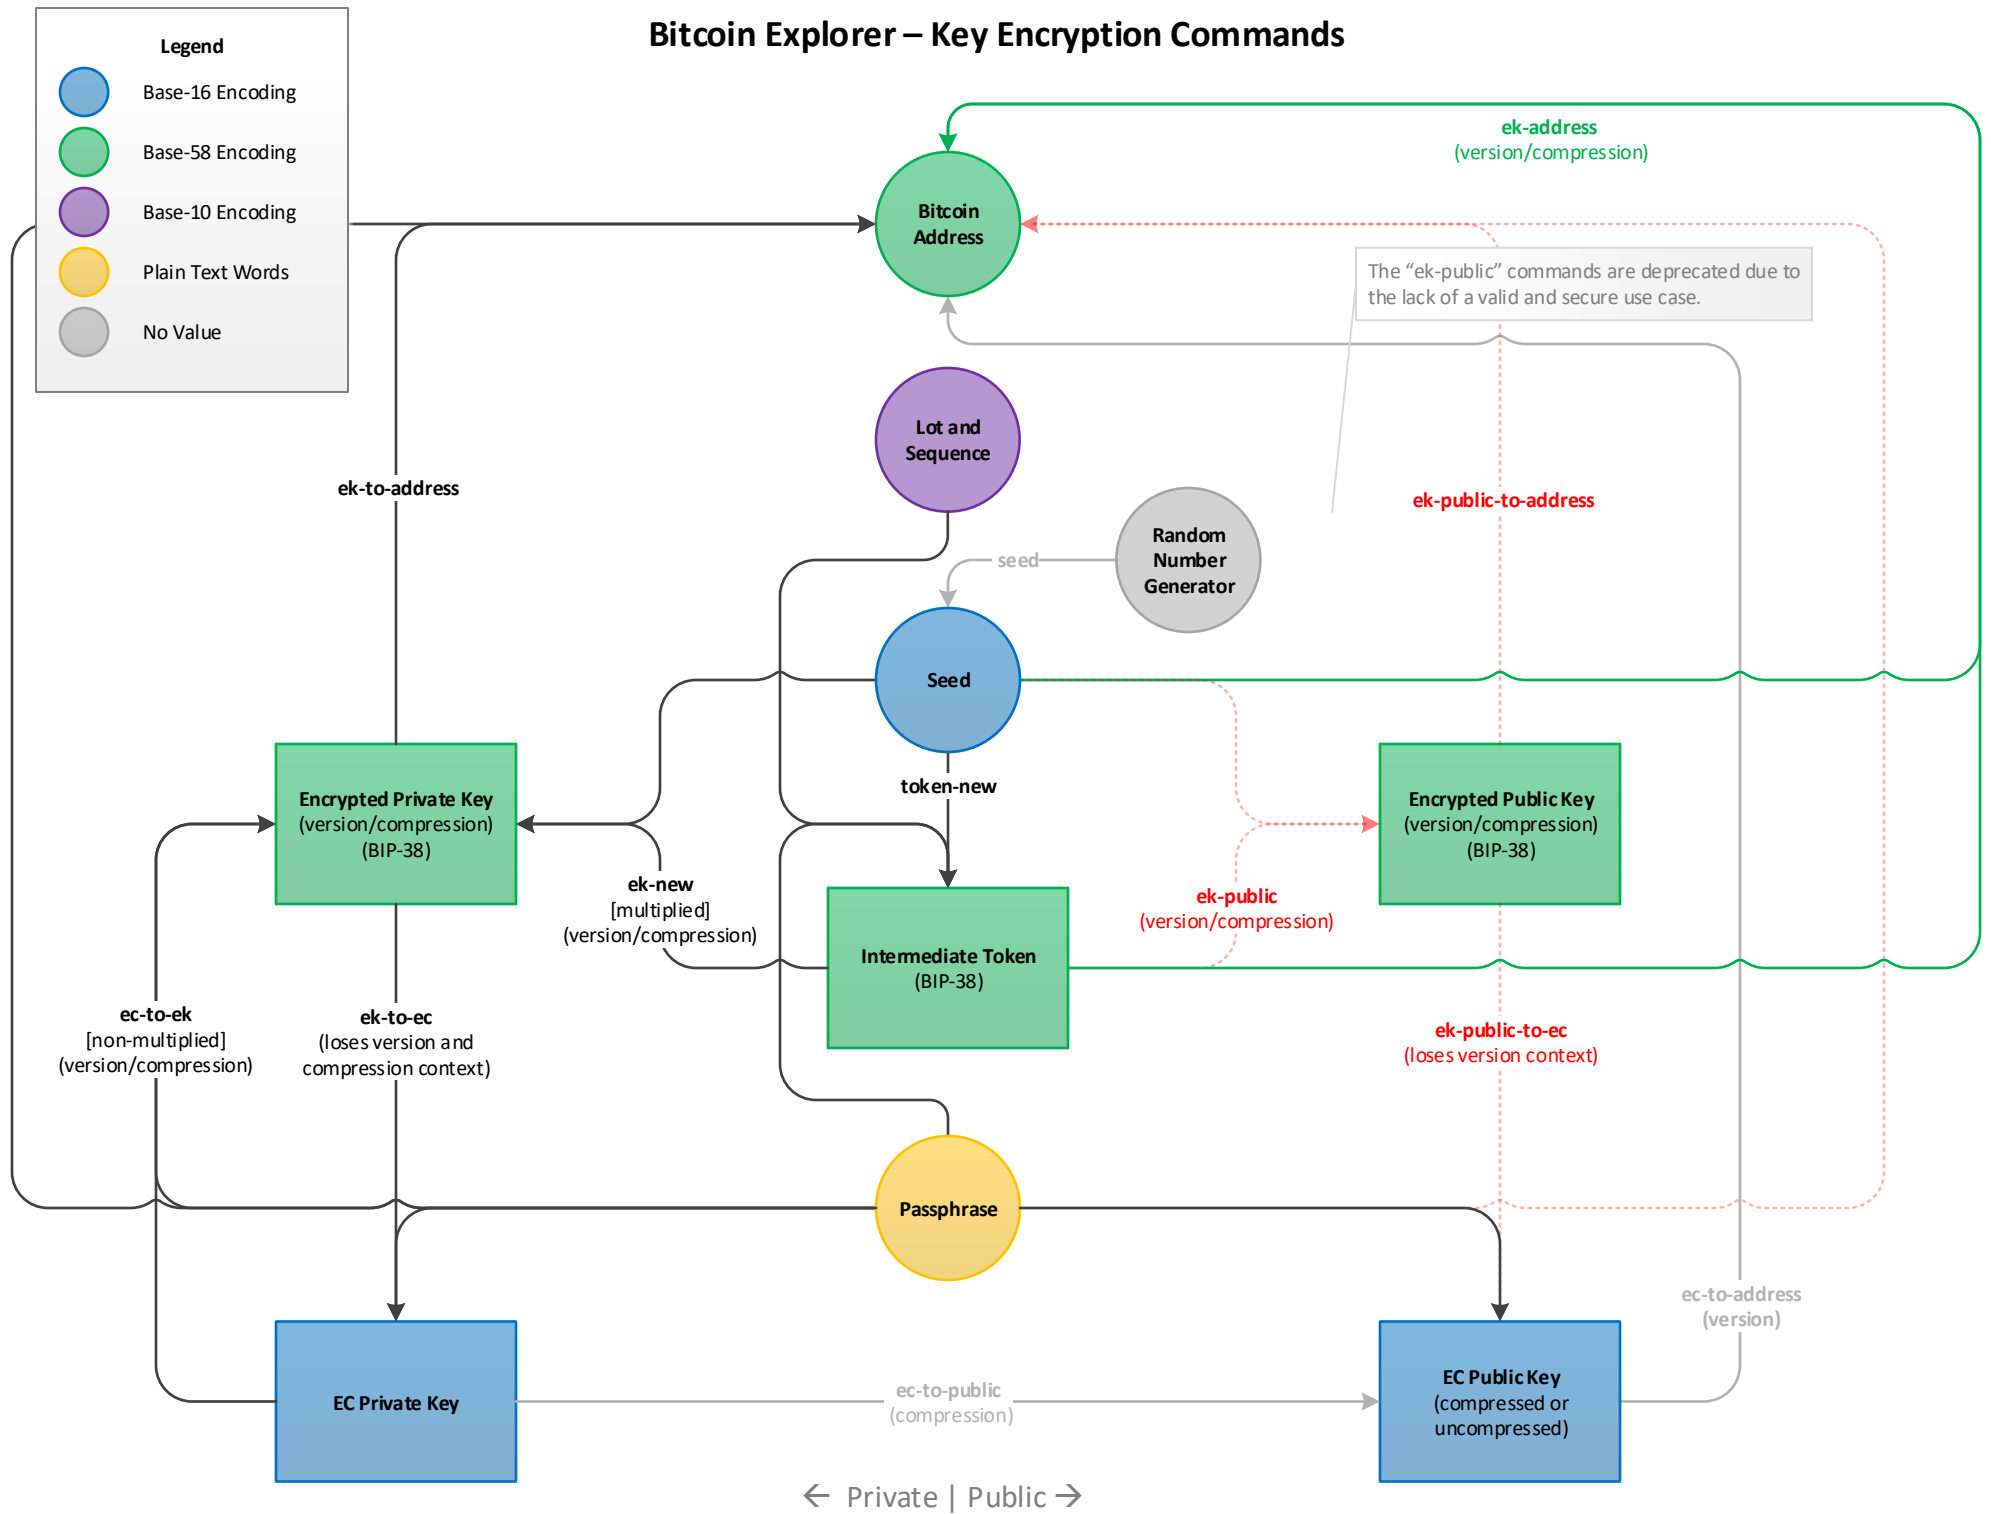 Bitcoin Explorer – Key Encryption Commands
Legend
Base-16 Encoding
Base-58 Encoding
Base-10 Encoding
Plain Text Words
No Value
ek-address
(version/compression)
Bitcoin
Address
The “ek-public” commands are deprecated due to
the lack of a valid and secure use case.
Lot and
Sequence
ek-to-address
ek-public-to-address
Random
Number
Generator
seed
Seed
token-new
Encrypted Private Key
(version/compression)
(BIP-38)
Encrypted Public Key
(version/compression)
(BIP-38)
ek-new
[multiplied]
(version/compression)
ek-public
(version/compression)
Intermediate Token
(BIP-38)
ec-to-ek
[non-multiplied]
(version/compression)
ek-to-ec
(loses version and
compression context)
ek-public-to-ec
(loses version context)
Passphrase
ec-to-address
(version)
EC Private Key
ec-to-public
(compression)
EC Public Key
(compressed or
uncompressed)
← Private | Public →